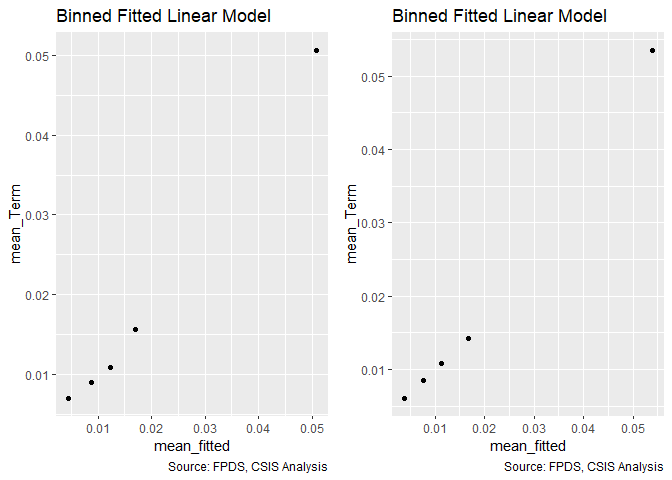 Binned Fitted Linear Model
mean_Term
0.05
0.04
0.03
0.02
0.01
0.01 0.02 0.03 0.04 0.05
mean_fitted
Source: FPDS, CSIS Analysis
Binned Fitted Linear Model
mean_Term
0.05
0.04
0.03
0.02
0.01
0.01 0.02 0.03 0.04 0.05
mean_fitted
Source: FPDS, CSIS Analysis